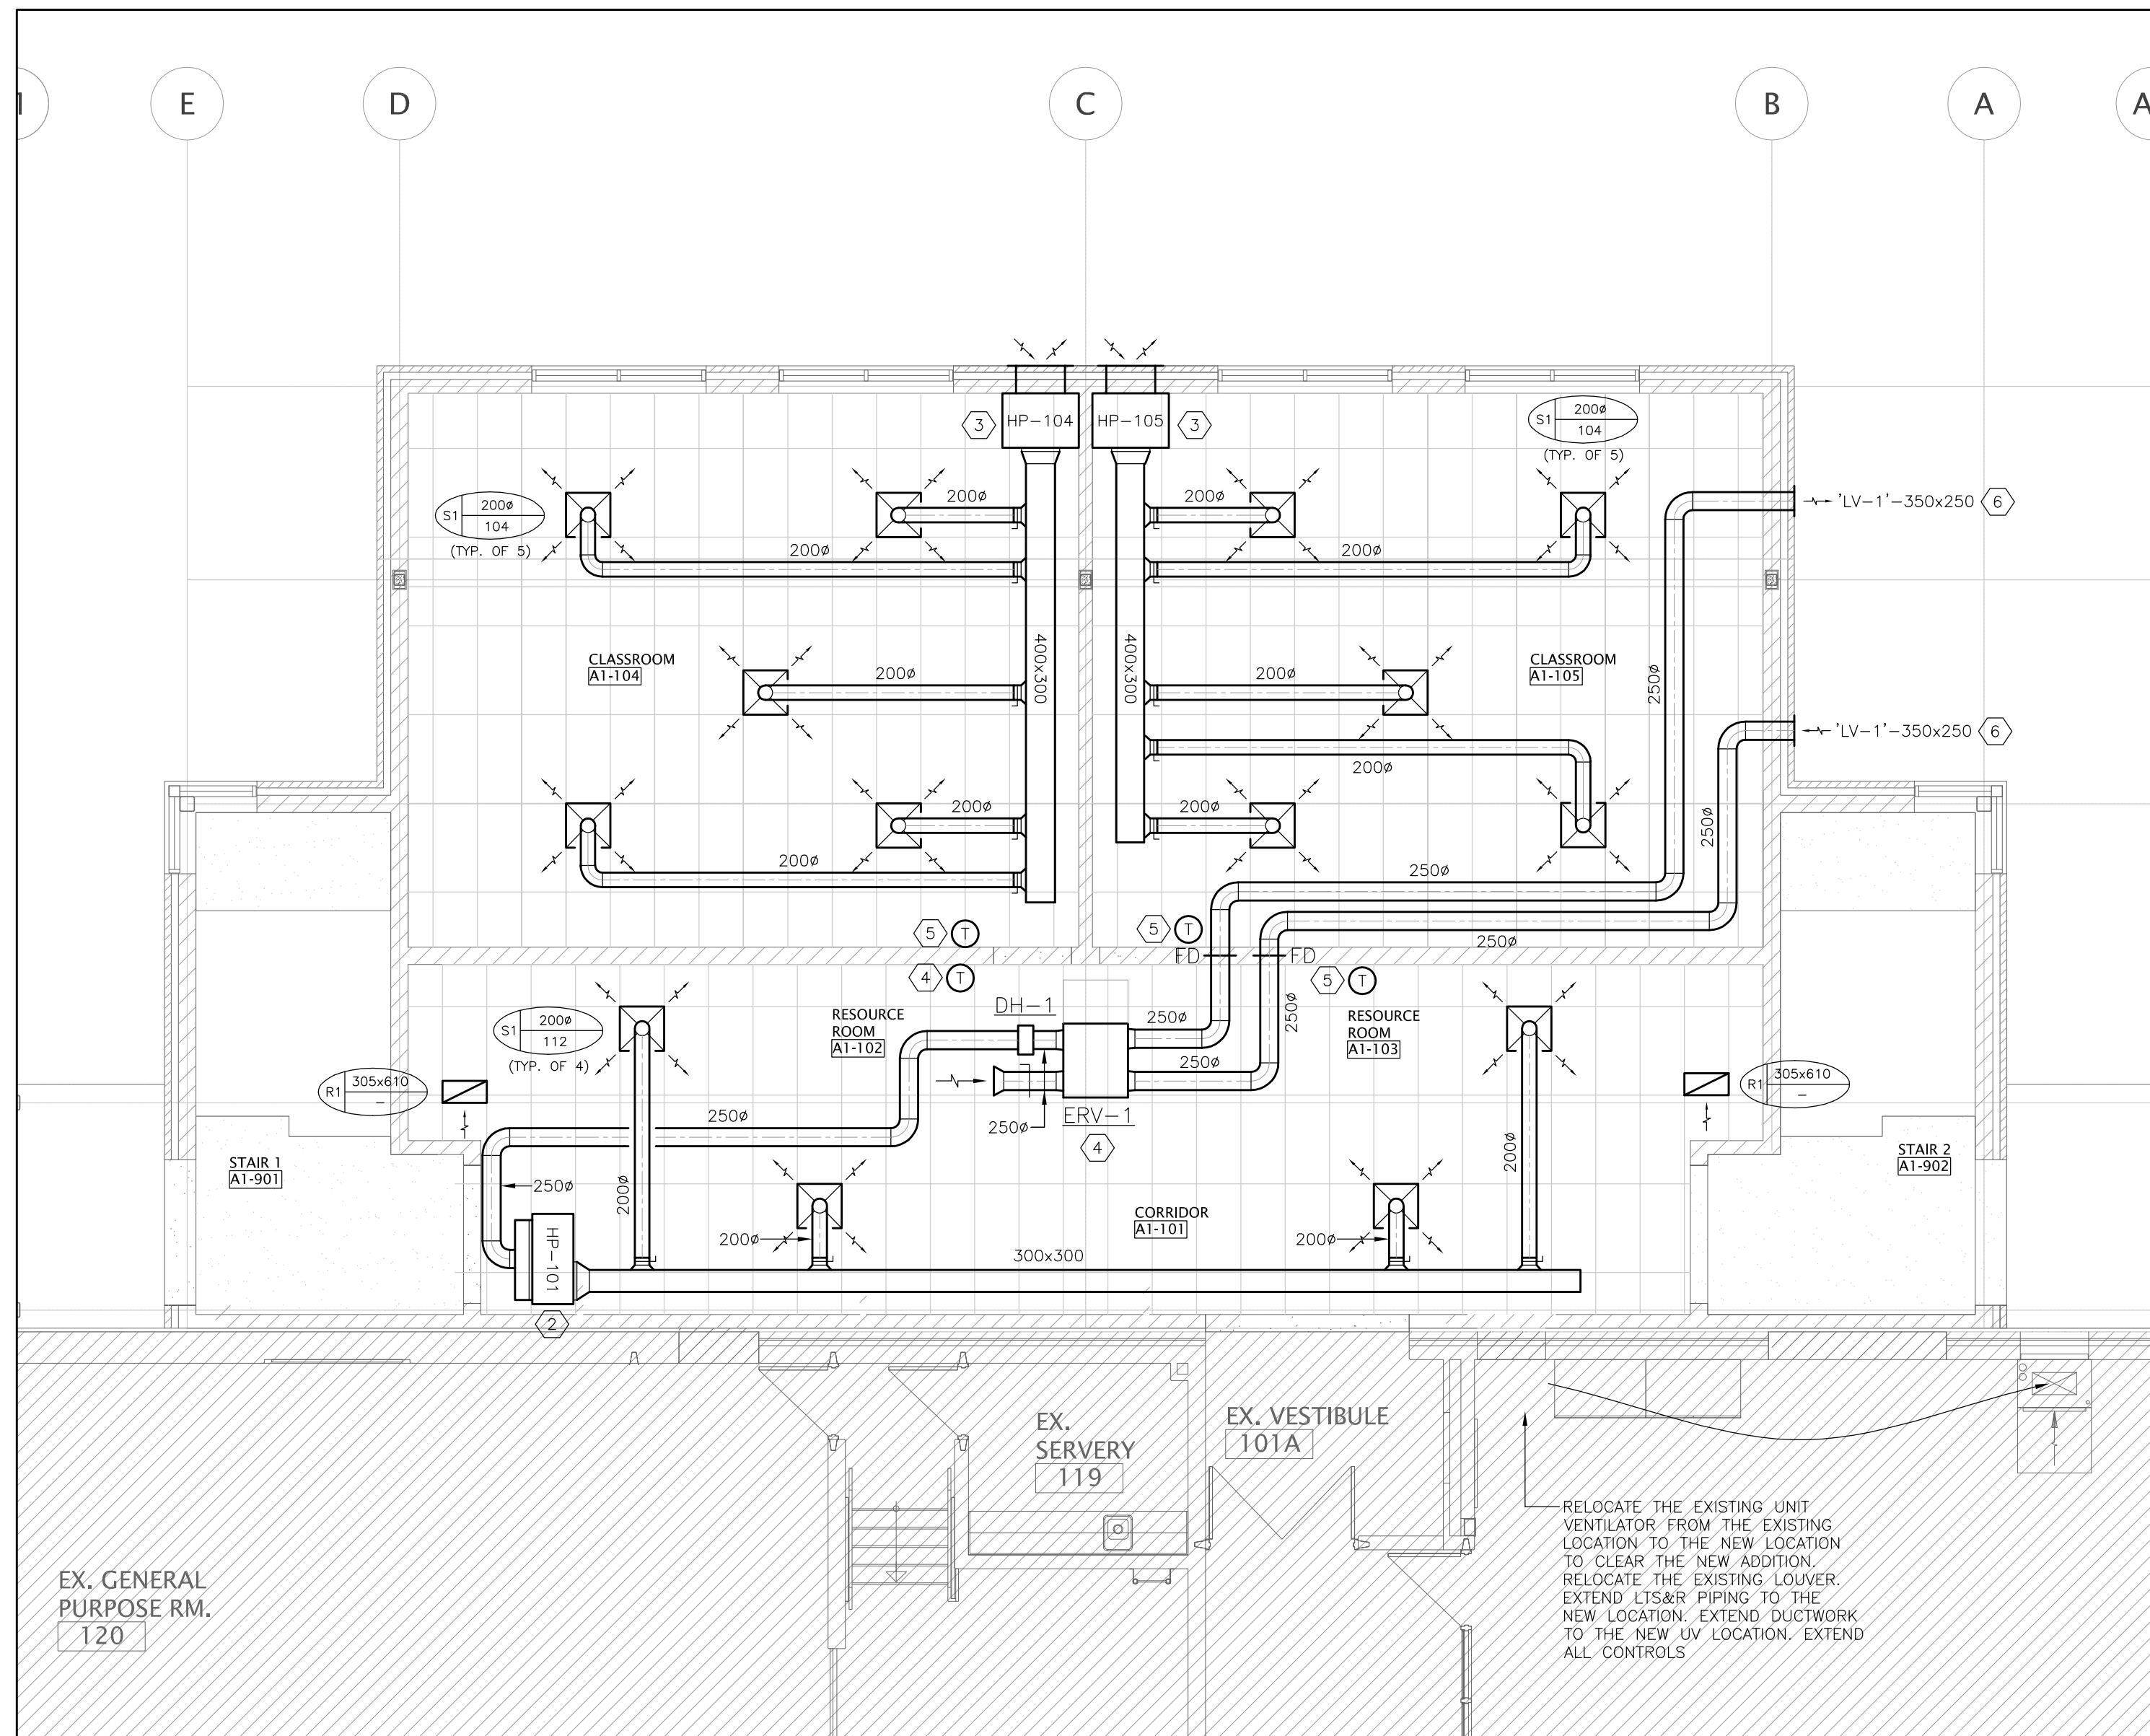 E
D
C
B
A
HP-104
HP-105
3
3
S1
200ø
104
(TYP. OF 5)
S1
200ø
104
(TYP. OF 5)
200ø
200ø
200ø
200ø
'LV-1'-350x250
6
CLASSROOM
A1-104
200ø
400x300
400x300
200ø
CLASSROOM
A1-105
250ø
'LV-1'-350x250
6
200ø
200ø
200ø
200ø
250ø
250ø
5
T
5
T
250ø
FD
FD
4
T
5
T
S1
200ø
112
(TYP. OF 4)
RESOURCE
ROOM
A1-102
DH-1
250ø
250ø
250ø
RESOURCE
ROOM
A1-103
R1
305x610
-
R1
305x610
-
250ø
250ø
ERV-1
4
STAIR 1
A1-901
STAIR 2
A1-902
250ø
200ø
200ø
200ø
200ø
CORRIDOR
A1-101
HP-101
300x300
2
EX.
SERVERY
119
EX. VESTIBULE
101A
RELOCATE THE EXISTING UNIT
VENTILATOR FROM THE EXISTING
LOCATION TO THE NEW LOCATION
TO CLEAR THE NEW ADDITION.
RELOCATE THE EXISTING LOUVER.
EXTEND LTS&R PIPING TO THE
NEW LOCATION. EXTEND DUCTWORK
TO THE NEW UV LOCATION. EXTEND
ALL CONTROLS
EX. GENERAL
PURPOSE RM.
120